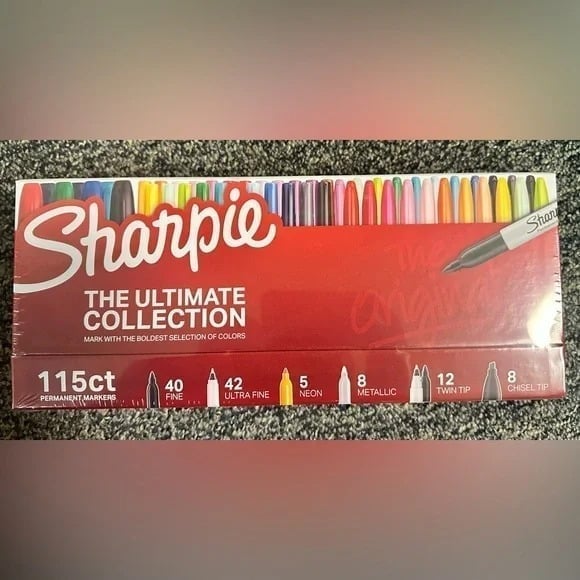 Sharpie
THE ULTIMATE
COLLECTION
MARK WITH THE BOLDEST SELECTION OF COLORS
The
Original
115ct
PERMANENT MARKERS
40
FINE
42
ULTRA FINE
5
NEON
8
METALLIC
12
TWIN TIP
8
CHISEL TIP